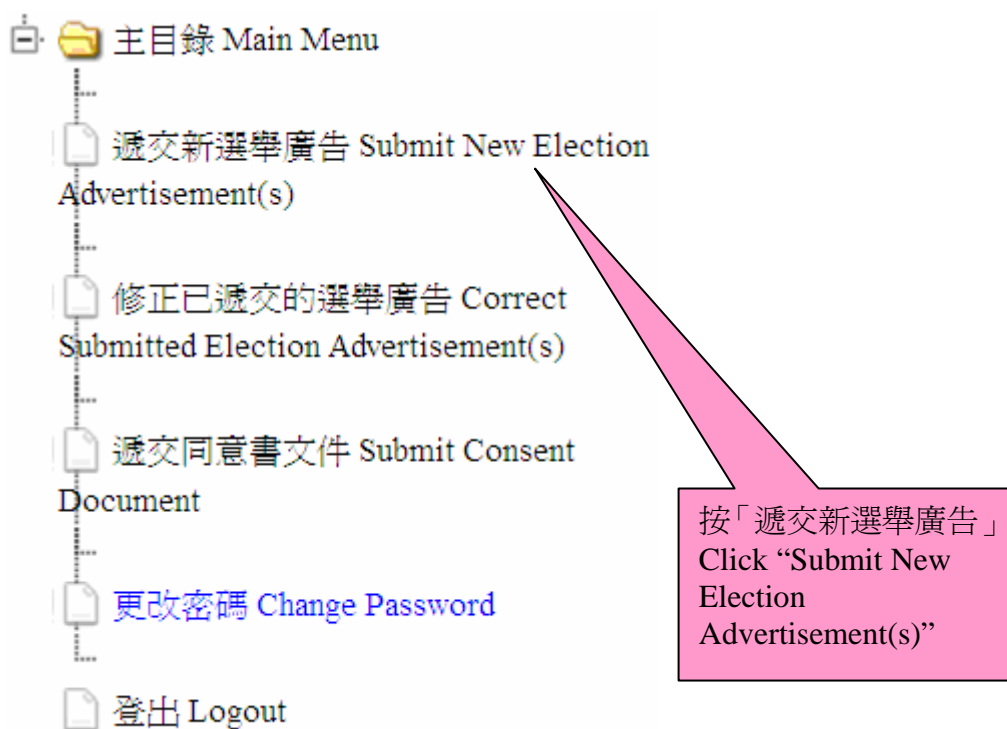 主目錄 Main Menu
遞交新選舉廣告 Submit New Election
Advertisement(s)
修正已遞交的選舉廣告 Correct
Submitted Election Advertisement(s)
遞交同意書文件 Submit Consent
Document
更改密碼 Change Password
登出 Logout
按「遞交新選舉廣告」
Click “Submit New
Election
Advertisement(s)”